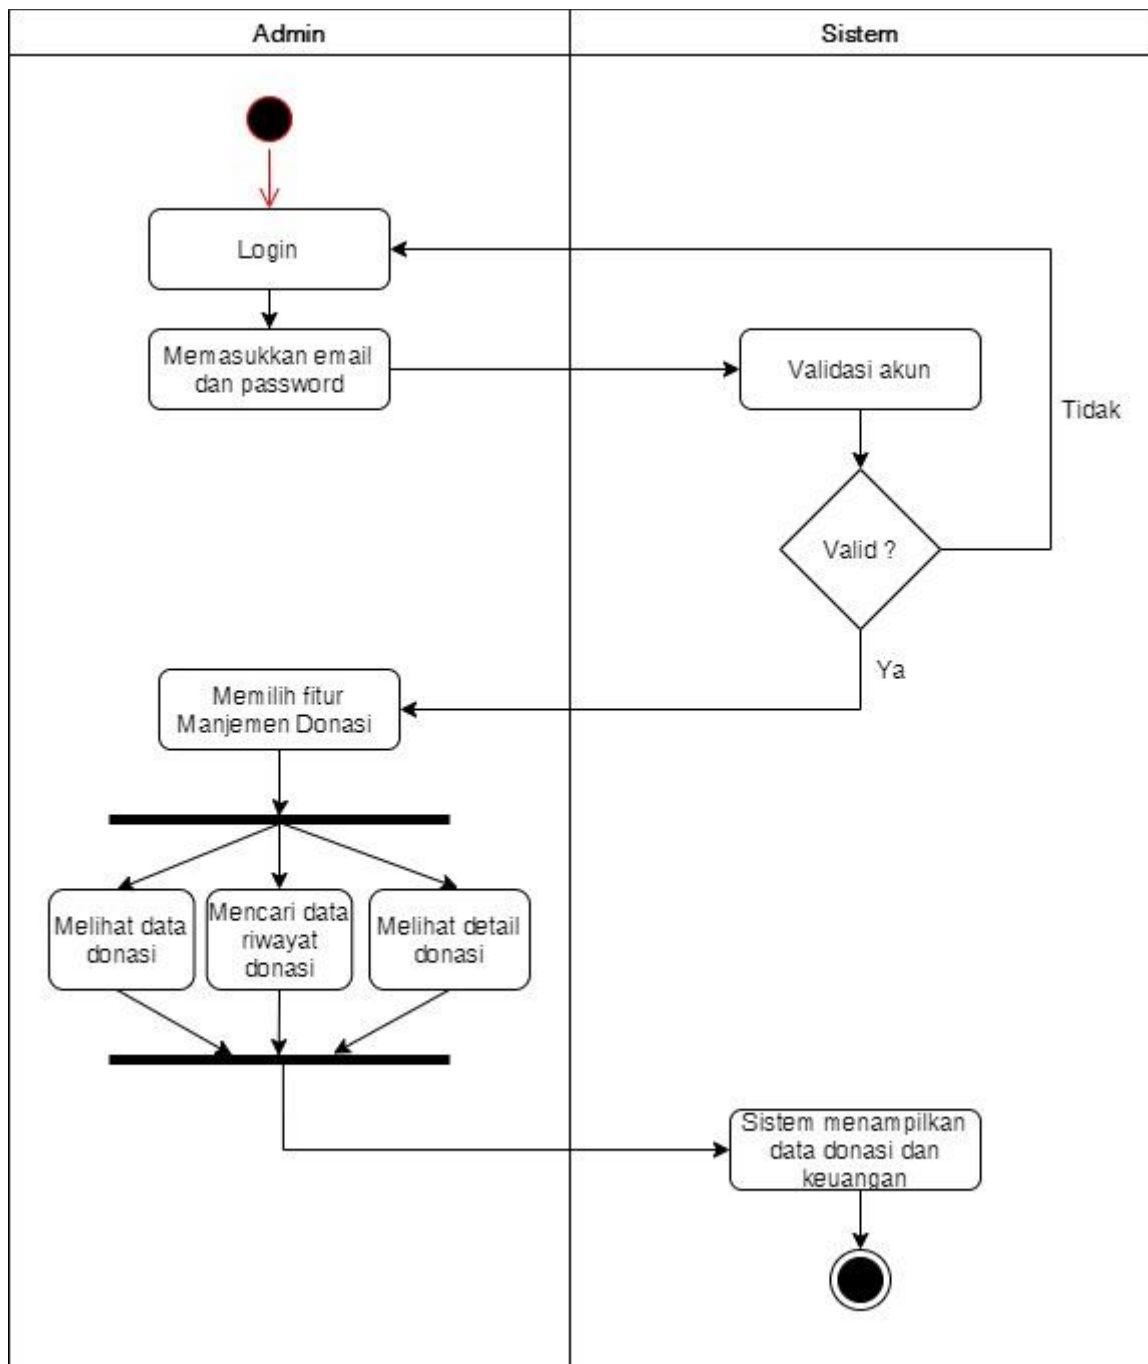 Admin
Sistem
Login
Memasukkan email
dan password
Validasi akun
Tidak
Valid ?
Ya
Memilih fitur
Manjemen Donasi
Melihat data
donasi
Mencari data
riwayat
donasi
Melihat detail
donasi
Sistem menampilkan
data donasi dan
keuangan